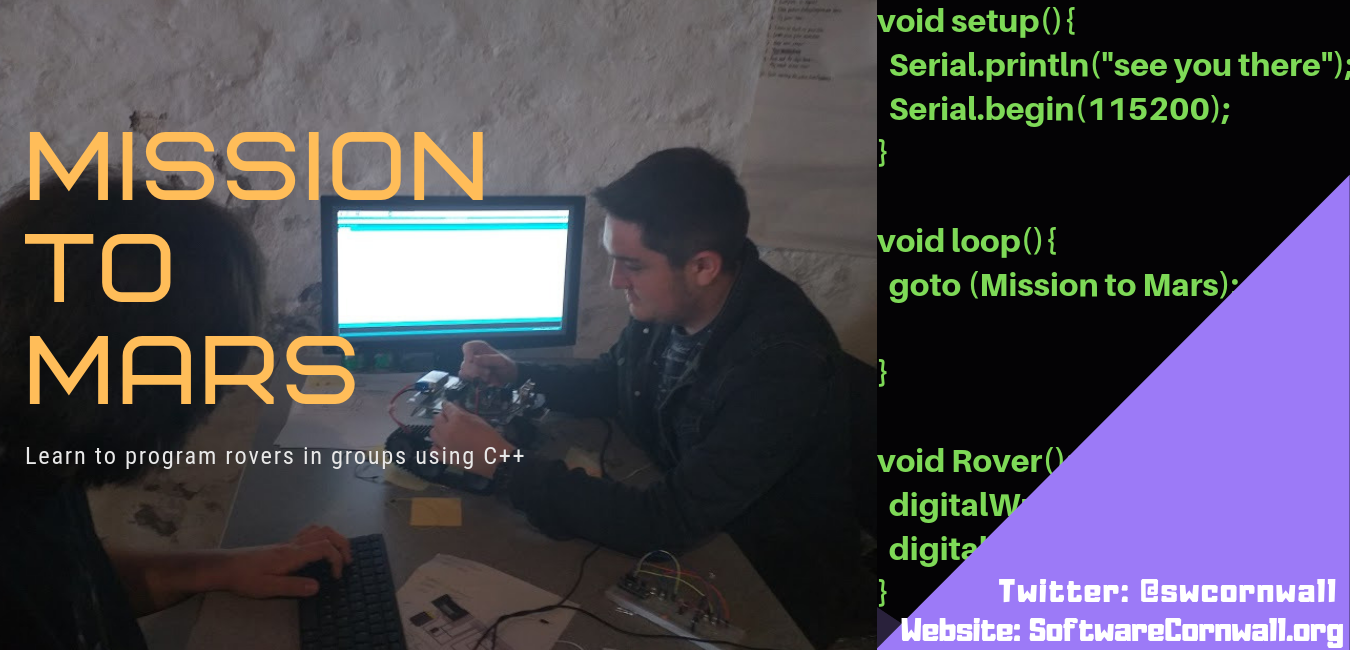 MISSION
TO
MARS
Learn to program rovers in groups using C++
void setup(){
Serial.println("see you there");
Serial.begin(115200);
}
void loop(){
goto (Mission to Mars);
}
void Rover()
}
Twitter: @swcornwall
Website: SoftwareCornwall.org